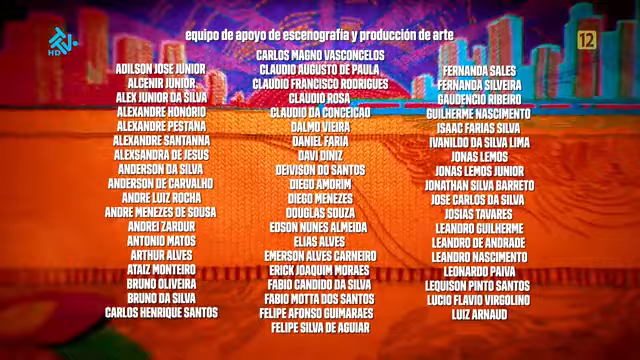 equipo de apoyo de escenografía y producción de arte
HD
12
ADILSON JOSE JUNIOR
ALCENIR JUNIOR
ALEX JUNIOR DA SILVA
ALEXANDRE HONÓRIO
ALEXANDRE PESTANA
ALEXANDRE SANTANNA
ALEXSANDRA DE JESUS
ANDERSON DA SILVA
ANDERSON DE CARVALHO
ANDRE LUIZ ROCHA
ANDRE MENEZES DE SOUSA
ANDREI ZARDUR
ANTONIO MATOS
ARTHUR ALVES
ATAIZ MONTEIRO
BRUNO OLIVEIRA
BRUNO DA SILVA
CARLOS HENRIQUE SANTOS
CARLOS MAGNO VASCONCELOS
CLAUDIO AUGUSTO DE PAULA
CLAUDIO FRANCISCO RODRIGUES
CLÁUDIO ROSA
CLAUDIO DA CONCEICAO
DALMO VIEIRA
DANIEL FARIA
DAVI DINIZ
DEIVISON DO SANTOS
DIEGO AMORIM
DIEGO MENEZES
DOUGLAS SOUZA
EDSON NUNES ALMEIDA
ELIAS ALVES
EMERSON ALVES CARNEIRO
ERICK JOAQUIM MORAES
FABIO CANDIDO DA SILVA
FABIO MOTTA DOS SANTOS
FELIPE AFONSO GUIMARAES
FELIPE SILVA DE AGUIAR
FERNANDA SALES
FERNANDA SILVEIRA
GAUDENCIO RIBEIRO
GUILHERME NASCIMENTO
ISAAC FARIAS SILVA
IVANILDO DA SILVA LIMA
JONAS LEMOS
JONAS LEMOS JUNIOR
JONATHAN SILVA BARRETO
JOSE CARLOS DA SILVA
JOSIAS TAVARES
LEANDRO GUILHERME
LEANDRO DE ANDRADE
LEANDRO NASCIMENTO
LEONARDO PAIVA
LEQUISON PINTO SANTOS
LUCIO FLAVIO VIRGOLINO
LUIZ ARNAUD